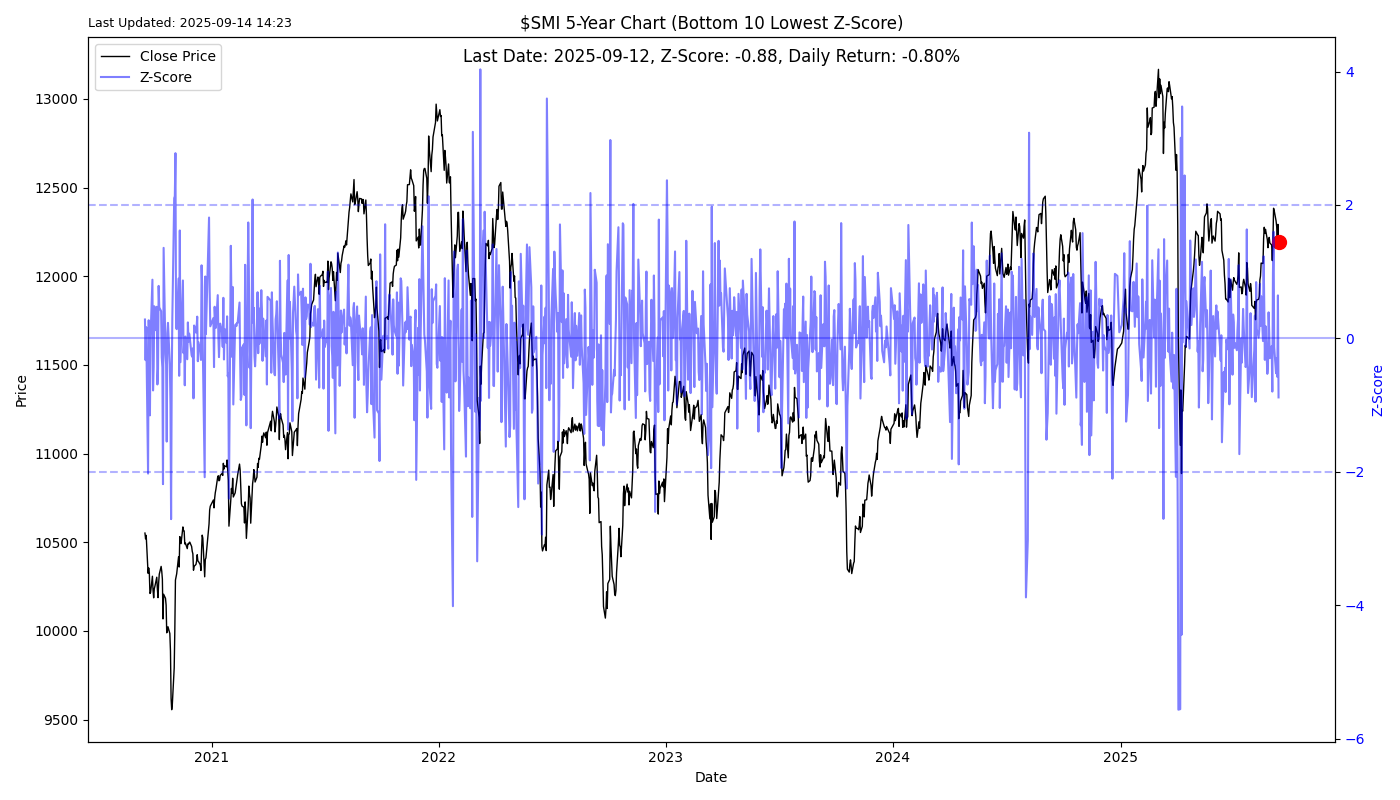 Last Updated: 2025-09-14 14:23
$SMI 5-Year Chart (Bottom 10 Lowest Z-Score)
Last Date: 2025-09-12, Z-Score: -0.88, Daily Return: -0.80%
Close Price
Z-Score
13000
12500
12000
11500
11000
10500
10000
9500
Price
4
2
0
−2
−4
−6
Z-Score
2021
2022
2023
2024
2025
Date